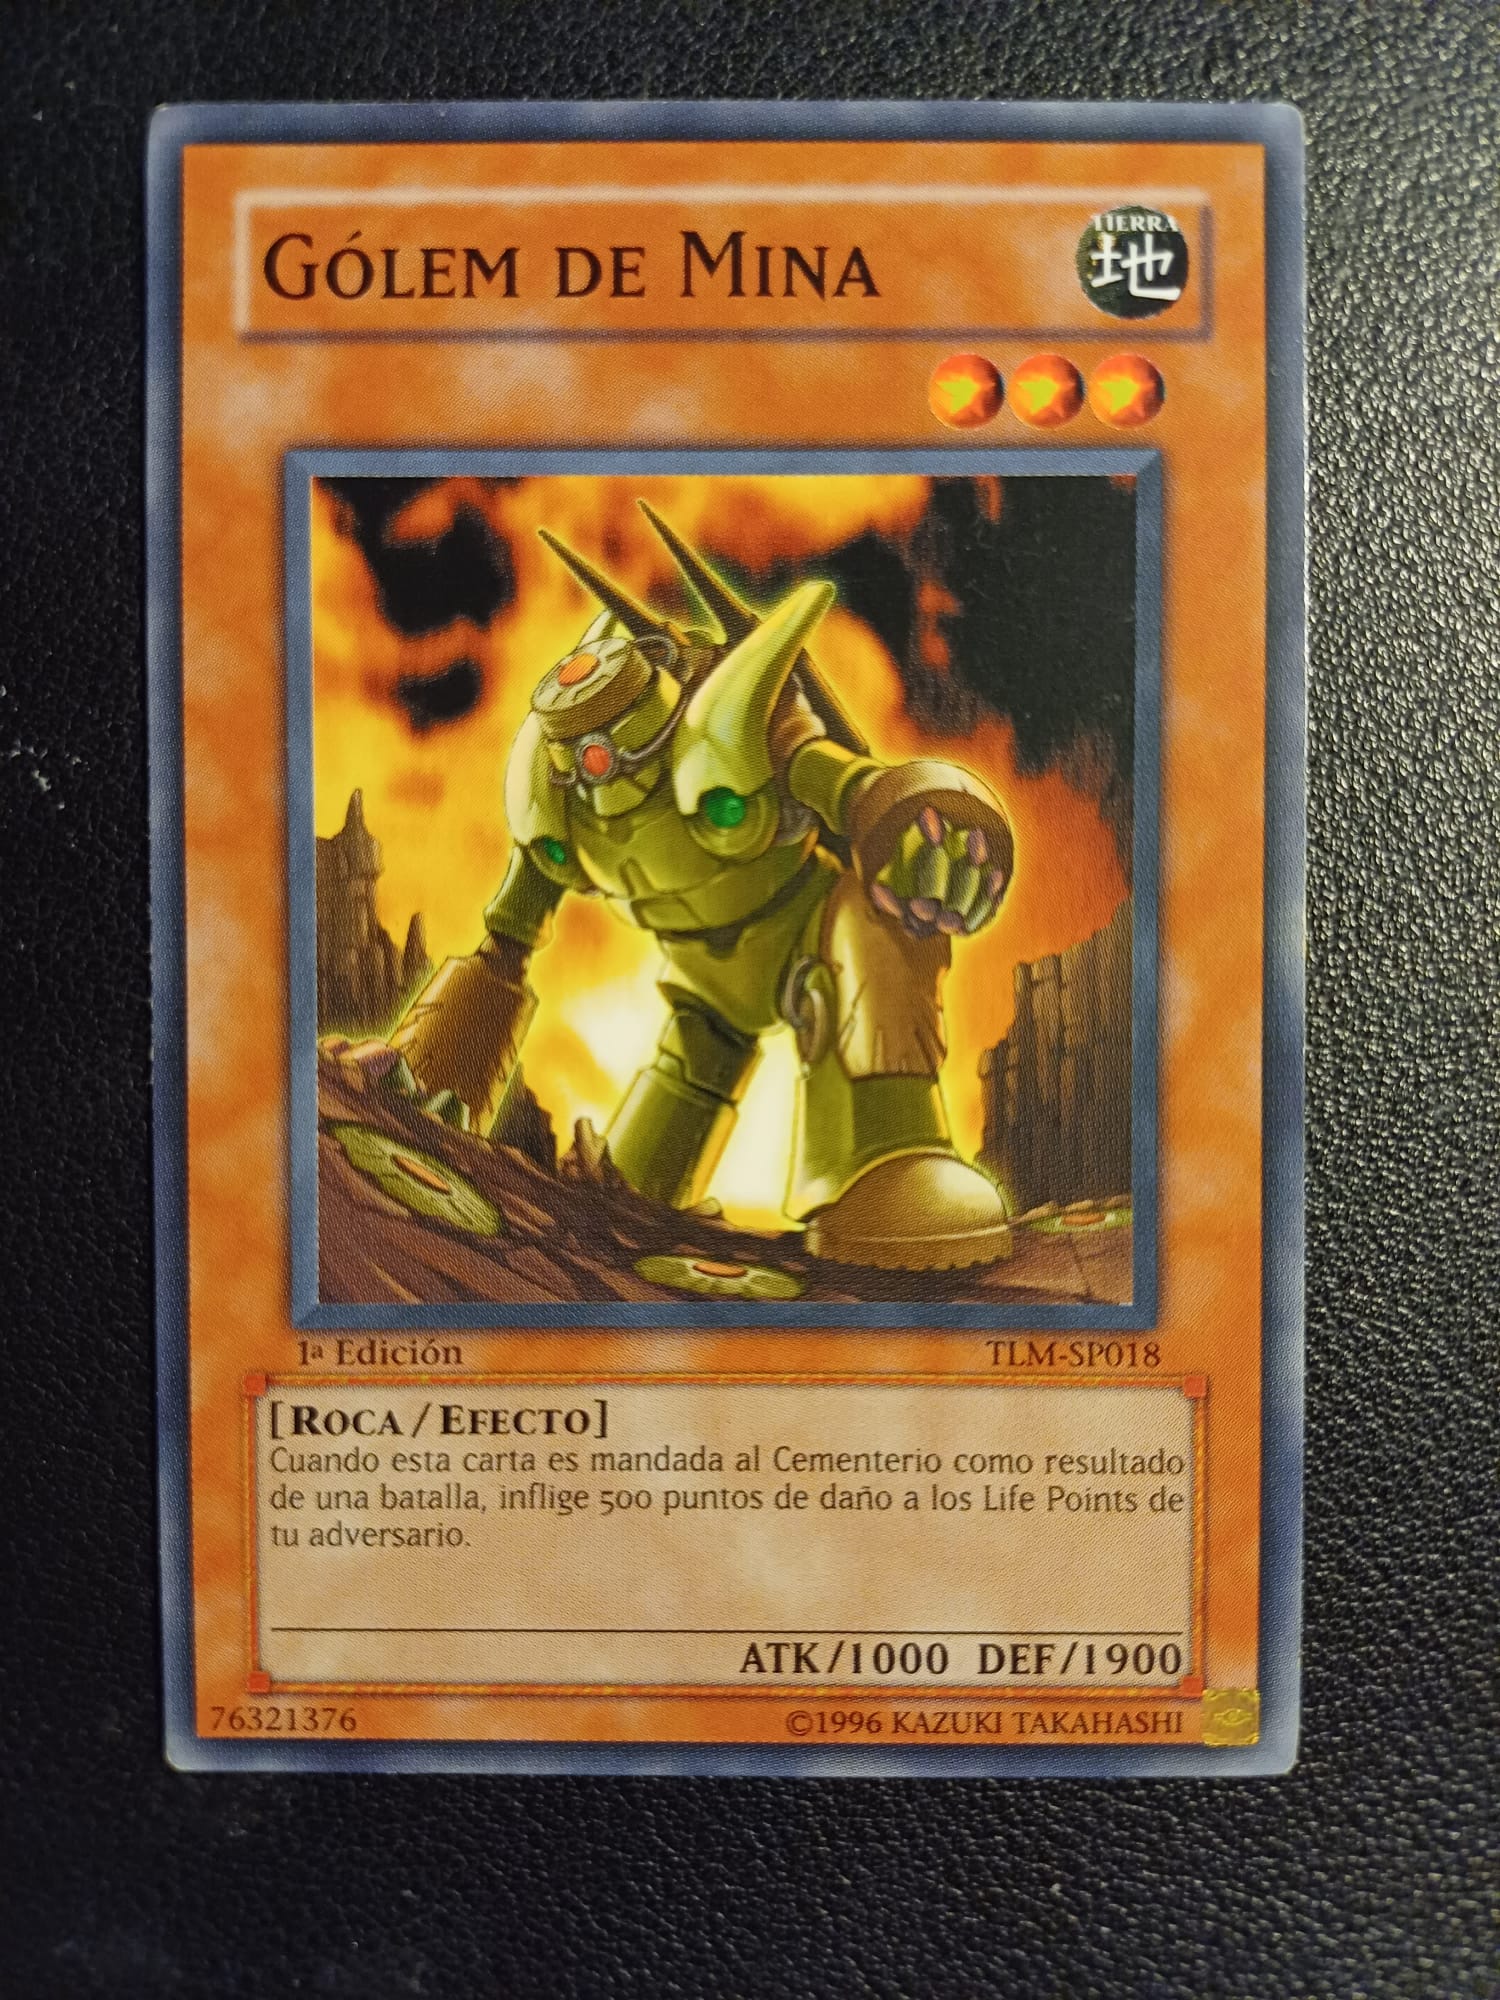 GÓLEM DE MINA
TIERRA
地
1ª Edición
TLM-SP018
[ROCA/EFECTO]
Cuando esta carta es mandada al Cementerio como resultado
de una batalla, inflige 500 puntos de daño a los Life Points de
tu adversario.
ATK/1000 DEF/1900
76321376
©1996 KAZUKI TAKAHASHI